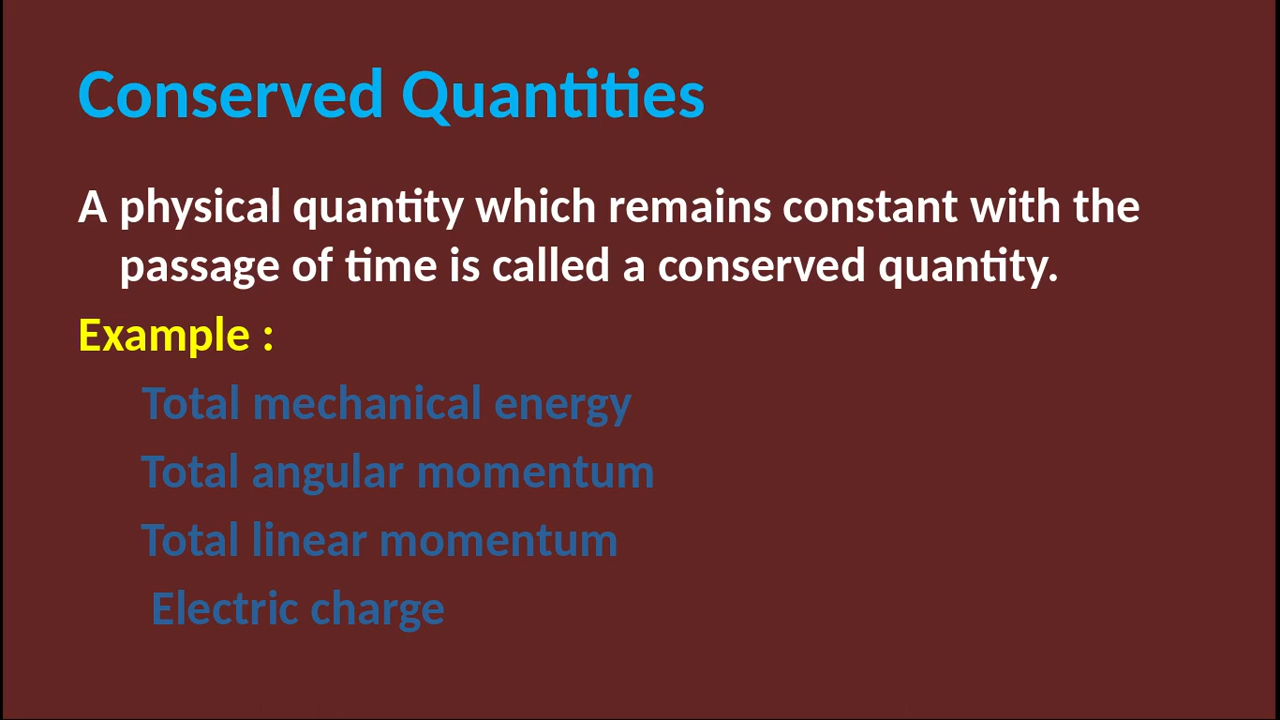 Conserved Quantities
A physical quantity which remains constant with the
passage of time is called a conserved quantity.
Example :
Total mechanical energy
Total angular momentum
Total linear momentum
Electric charge